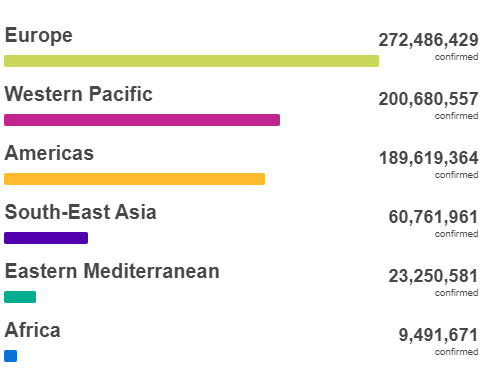 Europe
272,486,429
confirmed
Western Pacific
200,680,557
confirmed
Americas
189,619,364
confirmed
South-East Asia
60,761,961
confirmed
Eastern Mediterranean
23,250,581
confirmed
Africa
9,491,671
confirmed